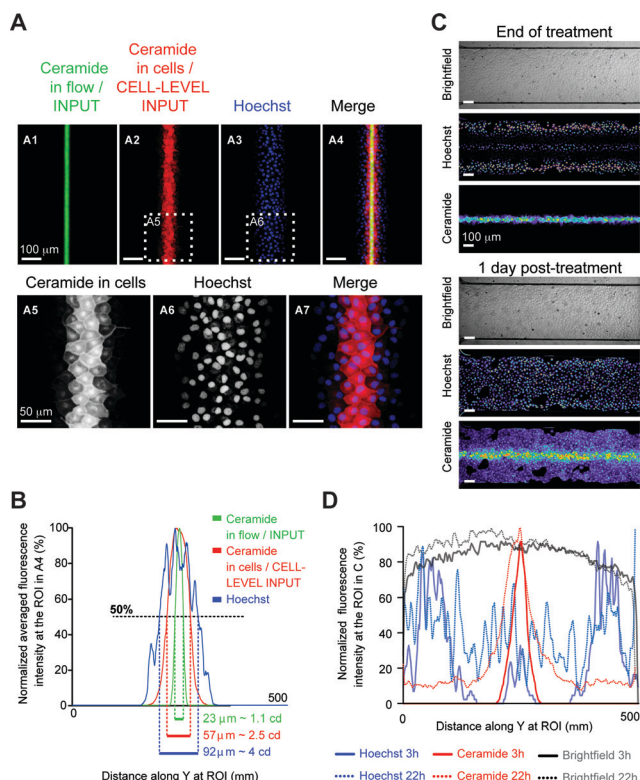 A
Ceramide
in flow /
INPUT
Ceramide
in cells /
CELL-LEVEL
INPUT
Hoechst
Merge
A1
A2
A3
A4
A5
A6
100 μm
Ceramide in cells
Hoechst
Merge
A5
A6
A7
50 μm
B
Normalized averaged fluorescence
intensity at the ROI in A4 (%)
100
80
60
40
20
0
50%
500
Ceramide
in flow / INPUT
Ceramide
in cells / CELL-
LEVEL INPUT
Hoechst
23 μm ~ 1.1 cd
57μm ~ 2.5 cd
92μm ~ 4 cd
Distance along Y at ROI (mm)
C
End of treatment
Brightfield
Hoechst
Ceramide
100 μm
1 day post-treatment
Brightfield
Hoechst
Ceramide
D
Normalized fluorescence
intensity at the ROI in C (%)
100
80
60
40
20
0
0
500
Distance along Y at ROI (mm)
Hoechst 3h
Ceramide 3h
Brightfield 3h
Hoechst 22h
Ceramide 22h
Brightfield 22h